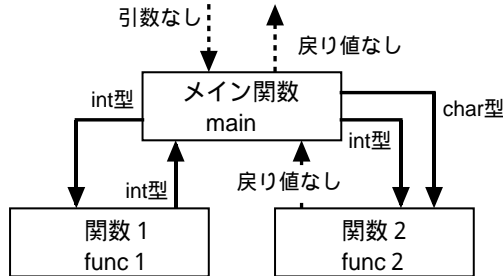 引数なし
戻り値なし
メイン関数
main
int型
char型
int型
int型
戻り値なし
関数 1
func 1
関数 2
func 2